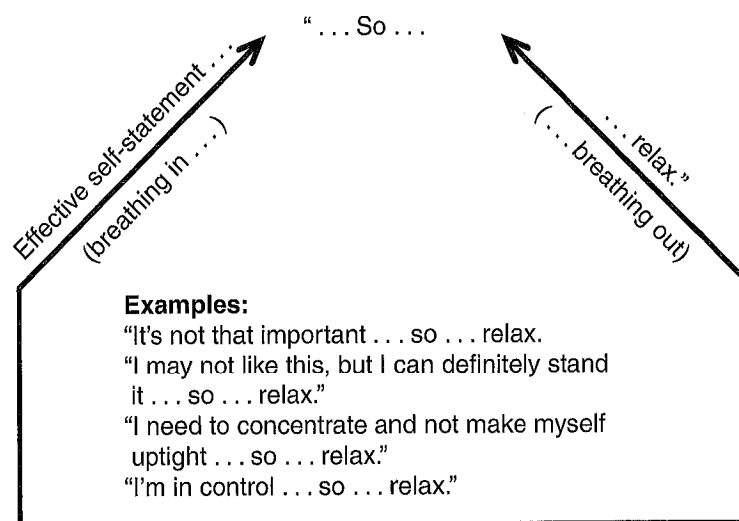 “ . . . So . . .
Effective self-statement . . .
(breathing in . . .)
. . . relax.”
( . . . breathing out)
Examples:
“It’s not that important . . . so . . . relax.
“I may not like this, but I can definitely stand
it . . . so . . . relax.”
“I need to concentrate and not make myself
uptight . . . so . . . relax.”
“I’m in control . . . so . . . relax.”